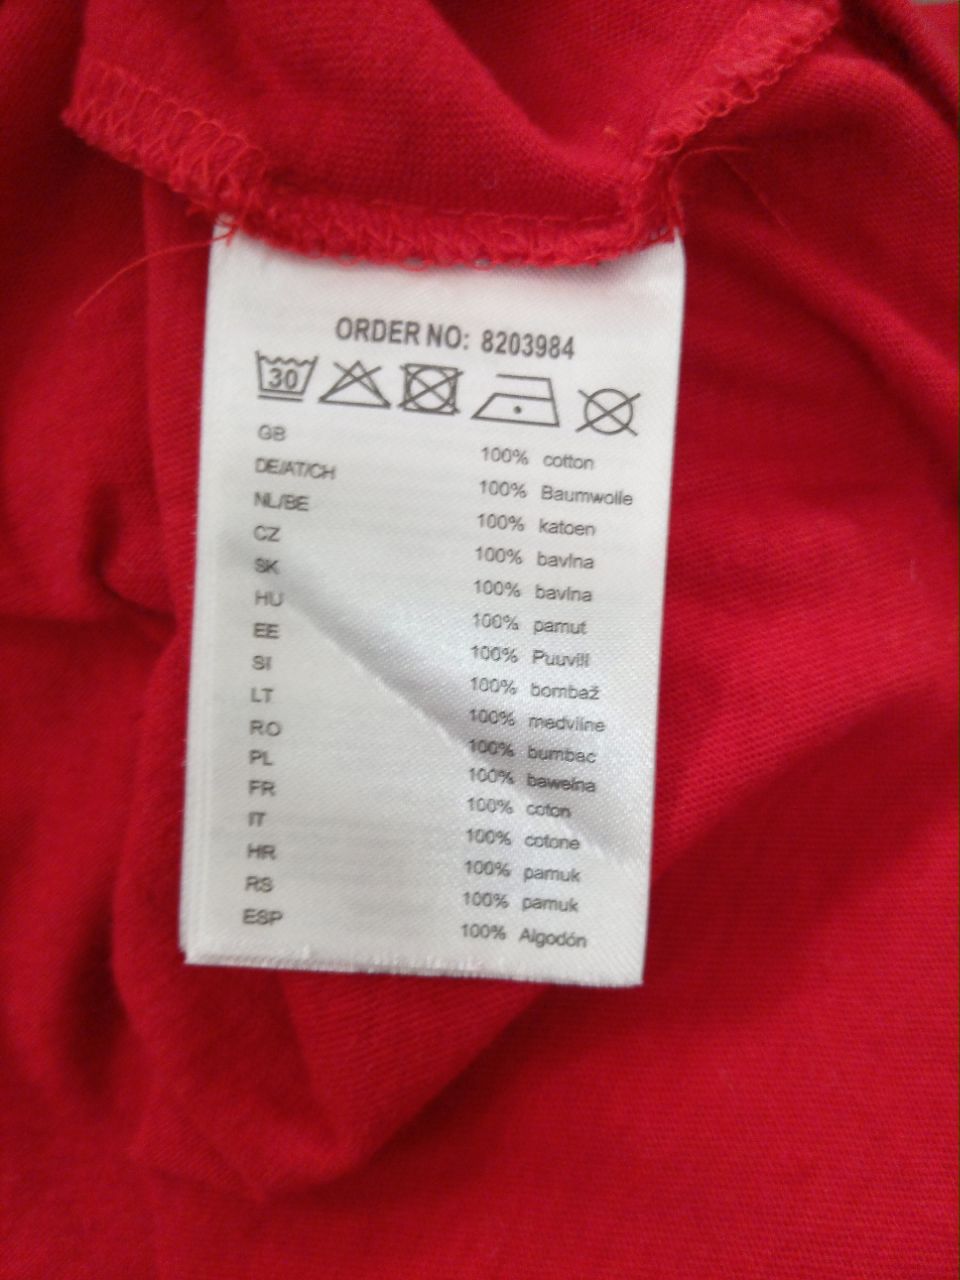 ORDER NO: 8203984
30
GB 100% cotton
DE/AT/CH 100% Baumwolle
NL/BE 100% katoen
CZ 100% bavlna
SK 100% bavlna
HU 100% pamut
EE 100% Puuvill
SI 100% bombaž
LT 100% medvilne
RO 100% bumbac
PL 100% bawełna
FR 100% coton
IT 100% cotone
HR 100% pamuk
RS 100% pamuk
ESP 100% Algodón